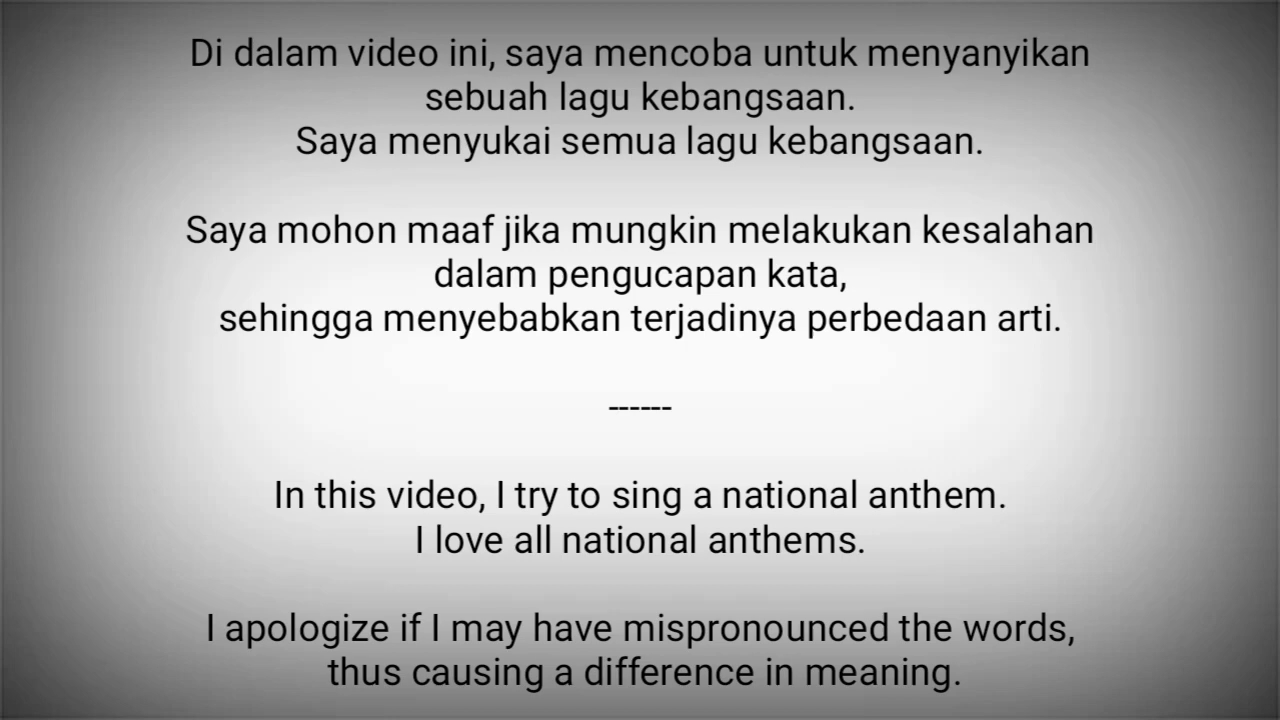 Di dalam video ini, saya mencoba untuk menyanyikan
sebuah lagu kebangsaan.
Saya menyukai semua lagu kebangsaan.
Saya mohon maaf jika mungkin melakukan kesalahan
dalam pengucapan kata,
sehingga menyebabkan terjadinya perbedaan arti.
------
In this video, I try to sing a national anthem.
I love all national anthems.
I apologize if I may have mispronounced the words,
thus causing a difference in meaning.